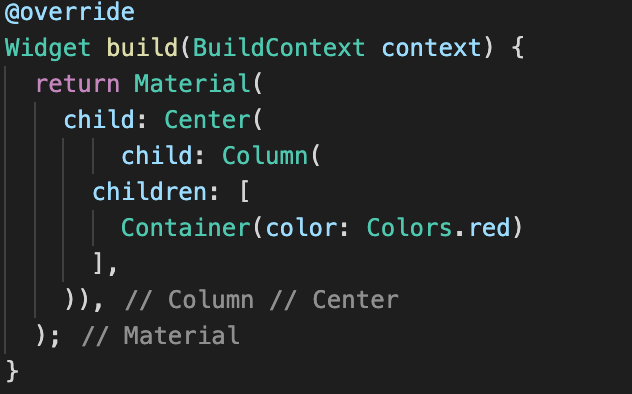 @override
Widget build(BuildContext context) {
  return Material(
    child: Center(
        child: Column(
      children: [
        Container(color: Colors.red)
      ],
    )), // Column // Center
  ); // Material
}